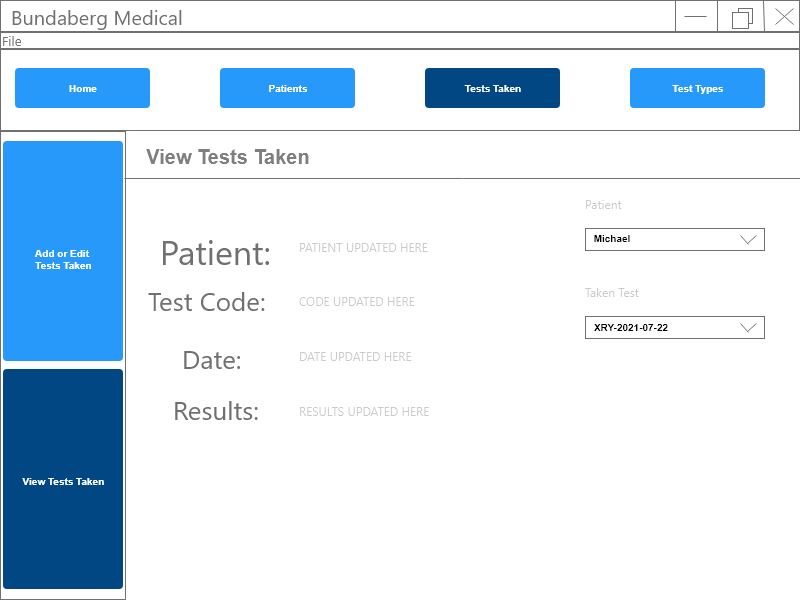 Bundaberg Medical
File
Home
Patients
Tests Taken
Test Types
Add or Edit
Tests Taken
View Tests Taken
View Tests Taken
Patient: PATIENT UPDATED HERE
Test Code: CODE UPDATED HERE
Date: DATE UPDATED HERE
Results: RESULTS UPDATED HERE
Patient
Michael
Taken Test
XRY-2021-07-22